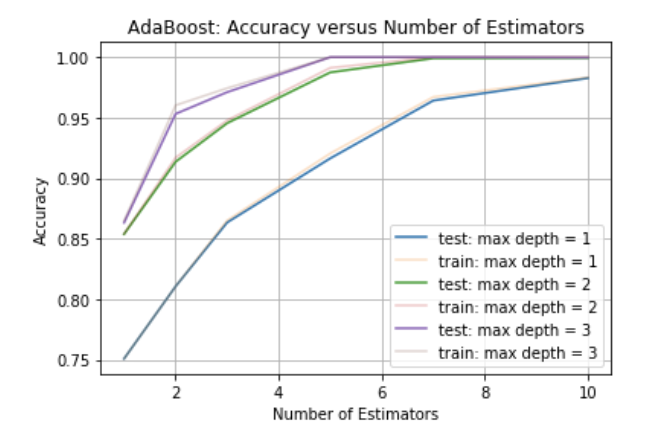 AdaBoost: Accuracy versus Number of Estimators
1.00
0.95
0.90
0.85
0.80
0.75
Accuracy
test: max depth = 1
train: max depth = 1
test: max depth = 2
train: max depth = 2
test: max depth = 3
train: max depth = 3
2 4 6 8 10
Number of Estimators